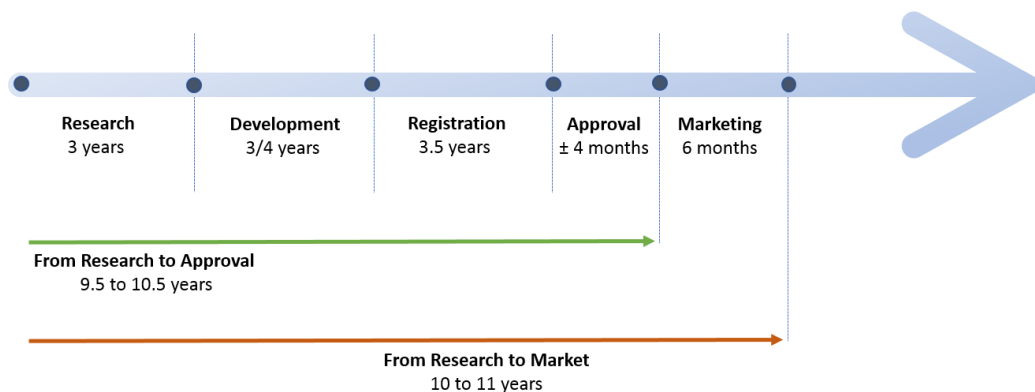 Research
3 years
Development
3/4 years
Registration
3.5 years
Approval
± 4 months
Marketing
6 months
From Research to Approval
9.5 to 10.5 years
From Research to Market
10 to 11 years